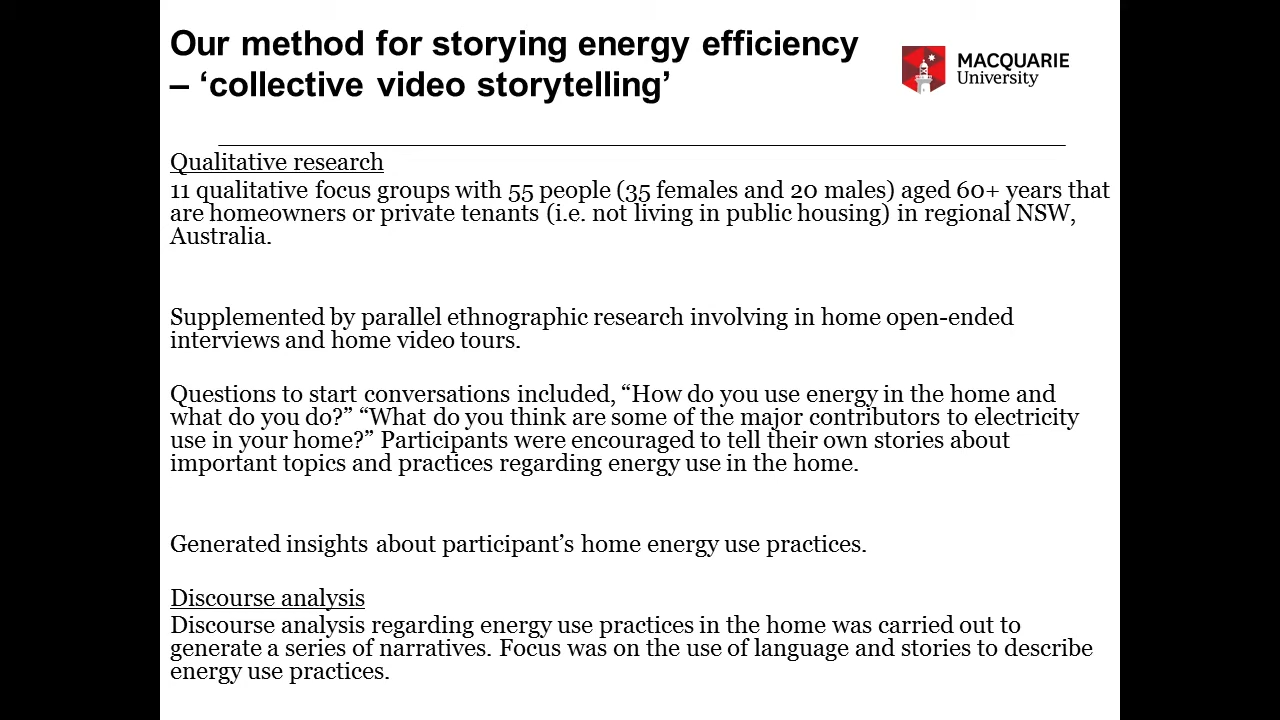 Our method for storying energy efficiency
– ‘collective video storytelling’
MACQUARIE
University
Qualitative research
11 qualitative focus groups with 55 people (35 females and 20 males) aged 60+ years that
are homeowners or private tenants (i.e. not living in public housing) in regional NSW,
Australia.
Supplemented by parallel ethnographic research involving in home open-ended
interviews and home video tours.
Questions to start conversations included, “How do you use energy in the home and
what do you do?” “What do you think are some of the major contributors to electricity
use in your home?” Participants were encouraged to tell their own stories about
important topics and practices regarding energy use in the home.
Generated insights about participant’s home energy use practices.
Discourse analysis
Discourse analysis regarding energy use practices in the home was carried out to
generate a series of narratives. Focus was on the use of language and stories to describe
energy use practices.